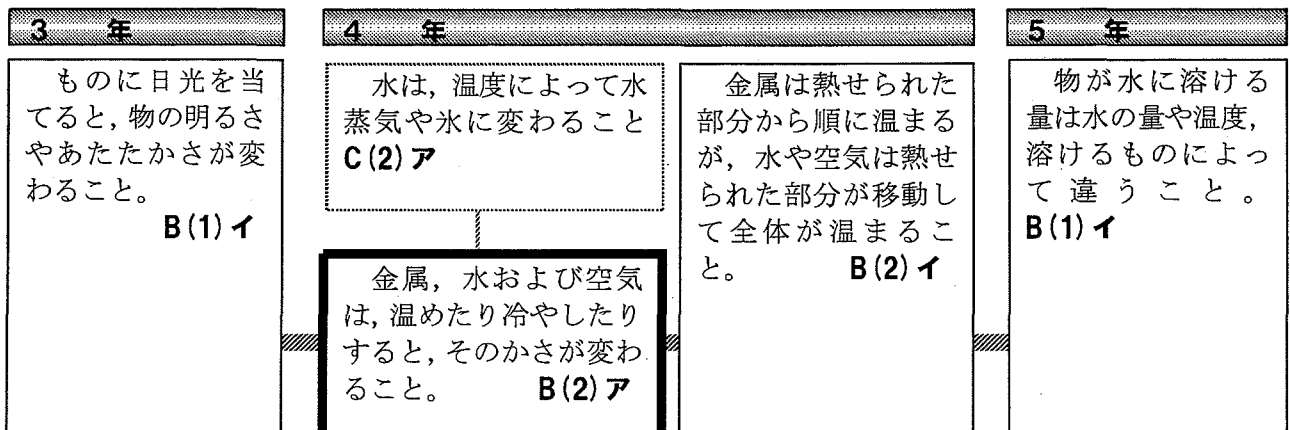 3 年
ものに日光を当
てると，物の明るさ
やあたたかさが変
わること。
B(1)イ
4 年
水は，温度によって水
蒸気や氷に変わること
C(2)ア
金属，水および空気
は，温めたり冷やしたり
すると，そのかさが変わ
ること。 B(2)ア
金属は熱せられた
部分から順に温まる
が，水や空気は熱せ
られた部分が移動し
て全体が温まるこ
と。 B(2)イ
5 年
物が水に溶ける
量は水の量や温度，
溶けるものによっ
て違うこと。
B(1)イ